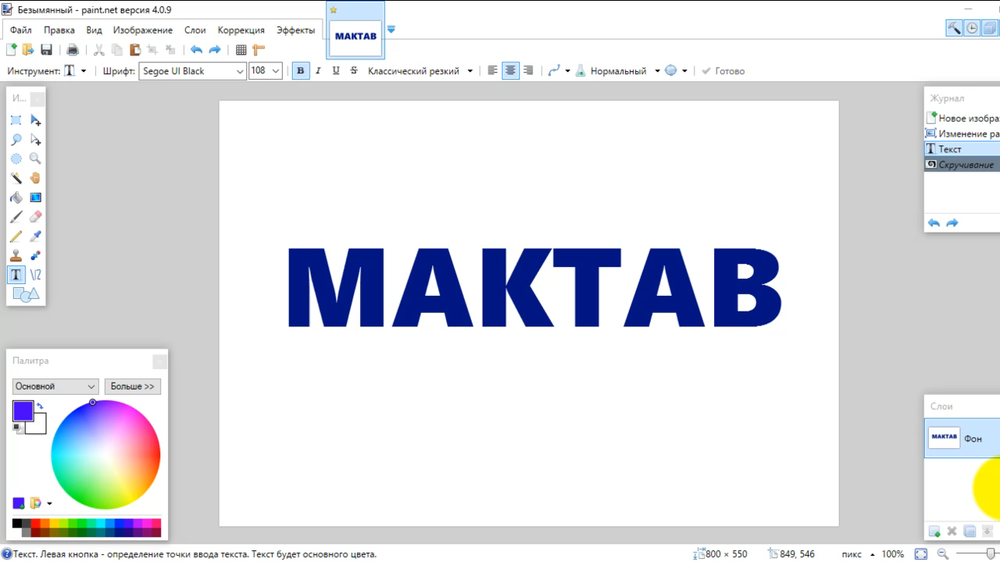 Безымянный - paint.net версия 4.0.9
Файл Правка Вид Изображение Слои Коррекция Эффекты
МАКТАВ
Инструмент: T Шрифт: Segoe UI Black 108 B I U S Классический резкий Нормальный Готово
И...
Журнал
Новое изобра
Изменение ра
Текст
Скручивание
МАКТАВ
Палитра
Основной Больше >>
Слои
МАКТАВ Фон
Текст. Левая кнопка - определение точки ввода текста. Текст будет основного цвета. 800 × 550 849, 546 пикс 100%